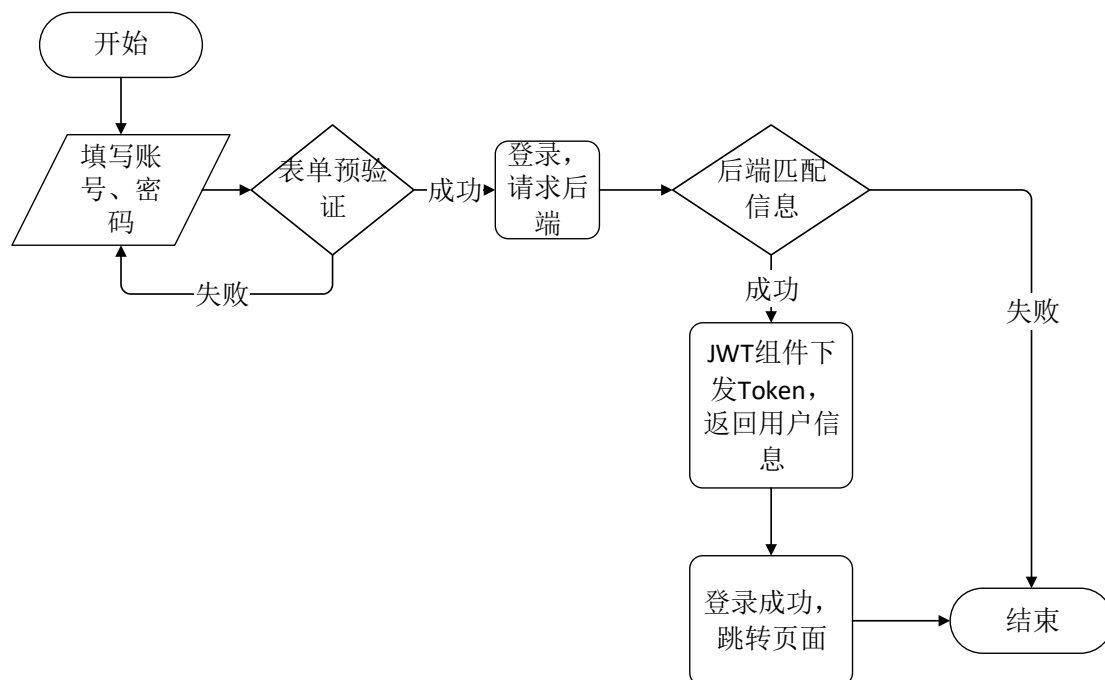 开始
填写账
号、密
码
表单预验
证
成功
失败
登录，
请求后
端
后端匹配
信息
成功
失败
JWT组件下
发Token，
返回用户信
息
登录成功，
跳转页面
结束